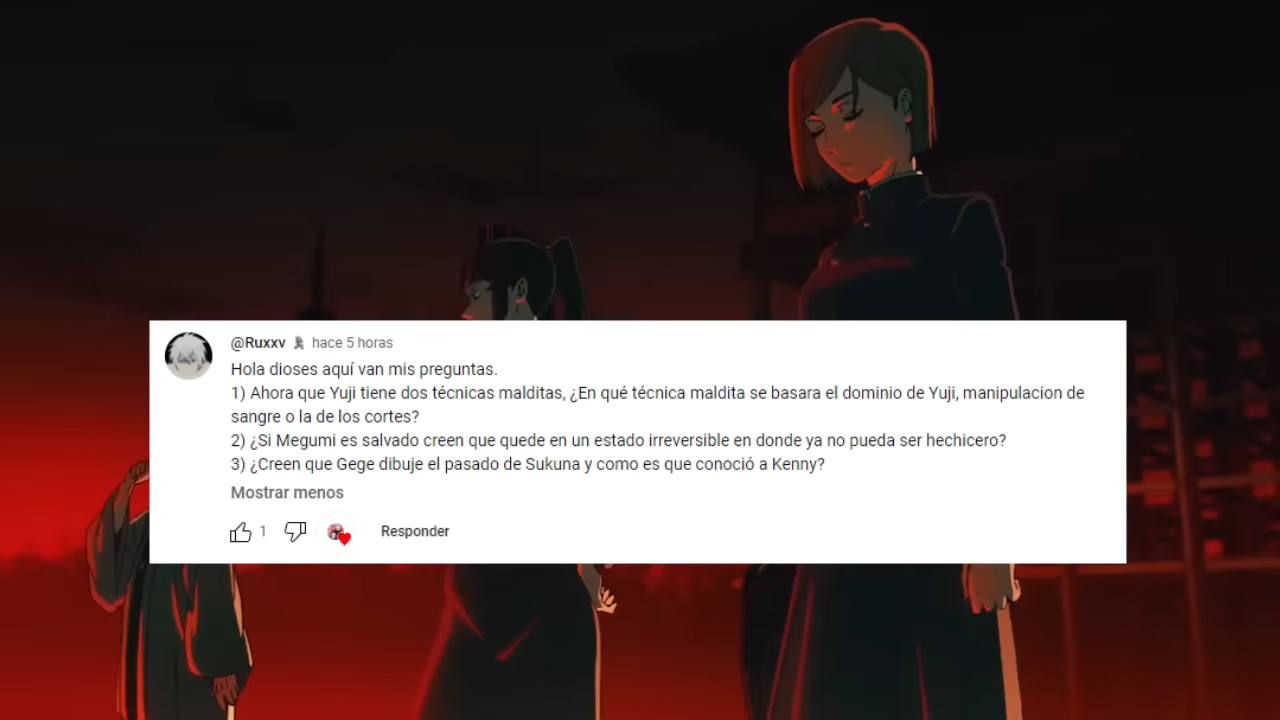 @Ruxxv hace 5 horas
Hola dioses aquí van mis preguntas.
1) Ahora que Yuji tiene dos técnicas malditas, ¿En qué técnica maldita se basara el dominio de Yuji, manipulacion de
sangre o la de los cortes?
2) ¿Si Megumi es salvado creen que quede en un estado irreversible en donde ya no pueda ser hechicero?
3) ¿Creen que Gege dibuje el pasado de Sukuna y como es que conoció a Kenny?
Mostrar menos
1 Responder